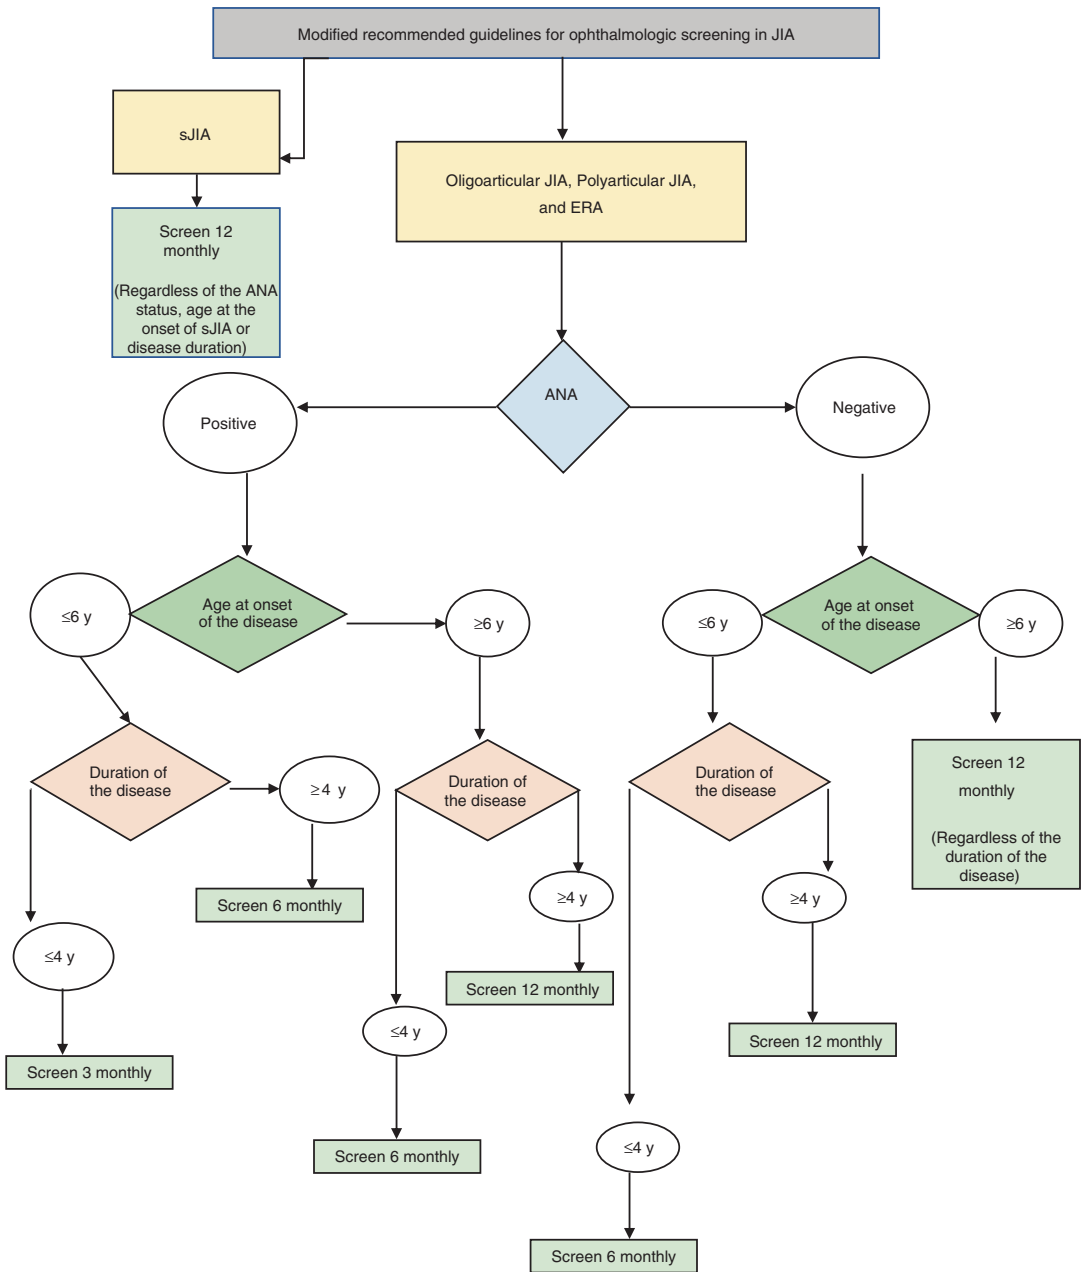 Modified recommended guidelines for ophthalmologic screening in JIA
sJIA
Oligoarticular JIA, Polyarticular JIA,
and ERA
Screen 12
monthly
(Regardless of the ANA
status, age at the
onset of sJIA or
disease duration)
ANA
Positive
Negative
≤6 y
Age at onset
of the disease
≥6 y
≤6 y
Age at onset
of the disease
≥6 y
Duration of
the disease
≥4 y
Duration of
the disease
Duration of
the disease
Screen 12
monthly
(Regardless of the
duration of the
disease)
Screen 6 monthly
≥4 y
≥4 y
≤4 y
Screen 12 monthly
≤4 y
Screen 12 monthly
Screen 3 monthly
≤4 y
Screen 6 monthly
Screen 6 monthly